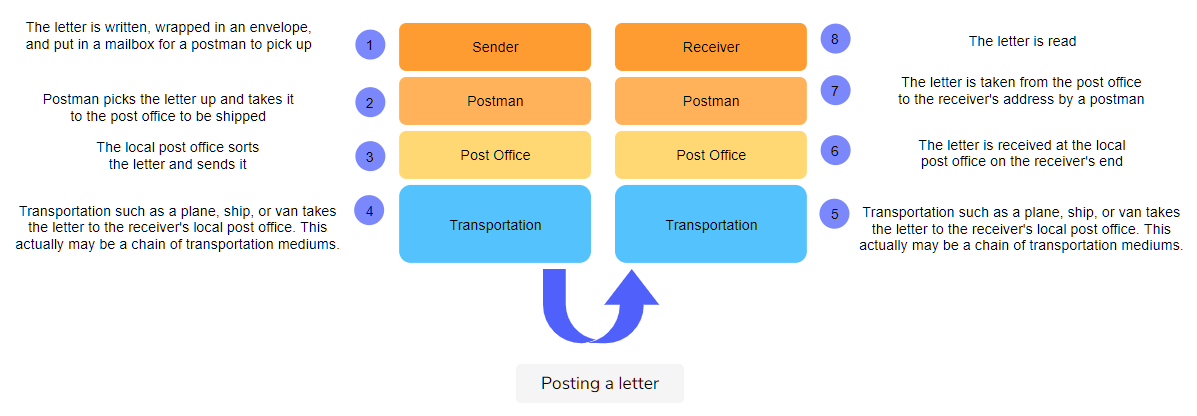 The letter is written, wrapped in an envelope,
and put in a mailbox for a postman to pick up
1
Sender
Receiver
8
The letter is read
Postman picks the letter up and takes it
to the post office to be shipped
2
Postman
Postman
7
The letter is taken from the post office
to the receiver's address by a postman
The local post office sorts
the letter and sends it
3
Post Office
Post Office
6
The letter is received at the local
post office on the receiver's end
Transportation such as a plane, ship, or van takes
the letter to the receiver's local post office. This
actually may be a chain of transportation mediums.
4
Transportation
Transportation
5
Transportation such as a plane, ship, or van takes
the letter to the receiver's local post office. This
actually may be a chain of transportation mediums.
Posting a letter